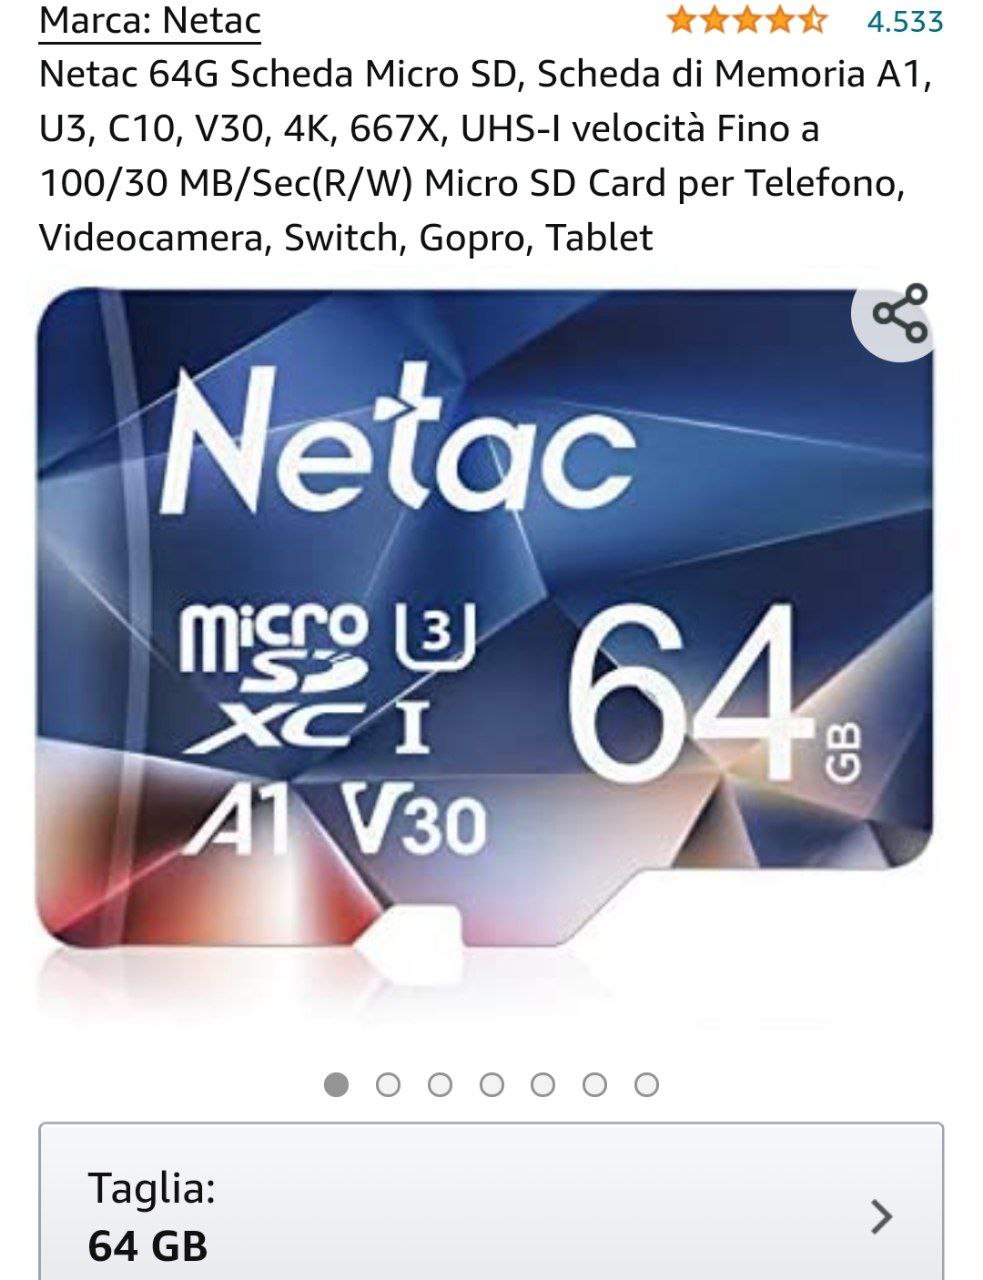 Marca: Netac 4.533
Netac 64G Scheda Micro SD, Scheda di Memoria A1,
U3, C10, V30, 4K, 667X, UHS-I velocità Fino a
100/30 MB/Sec(R/W) Micro SD Card per Telefono,
Videocamera, Switch, Gopro, Tablet
Netac
micro SD XC I U3
64 GB
A1 V30
Taglia:
64 GB